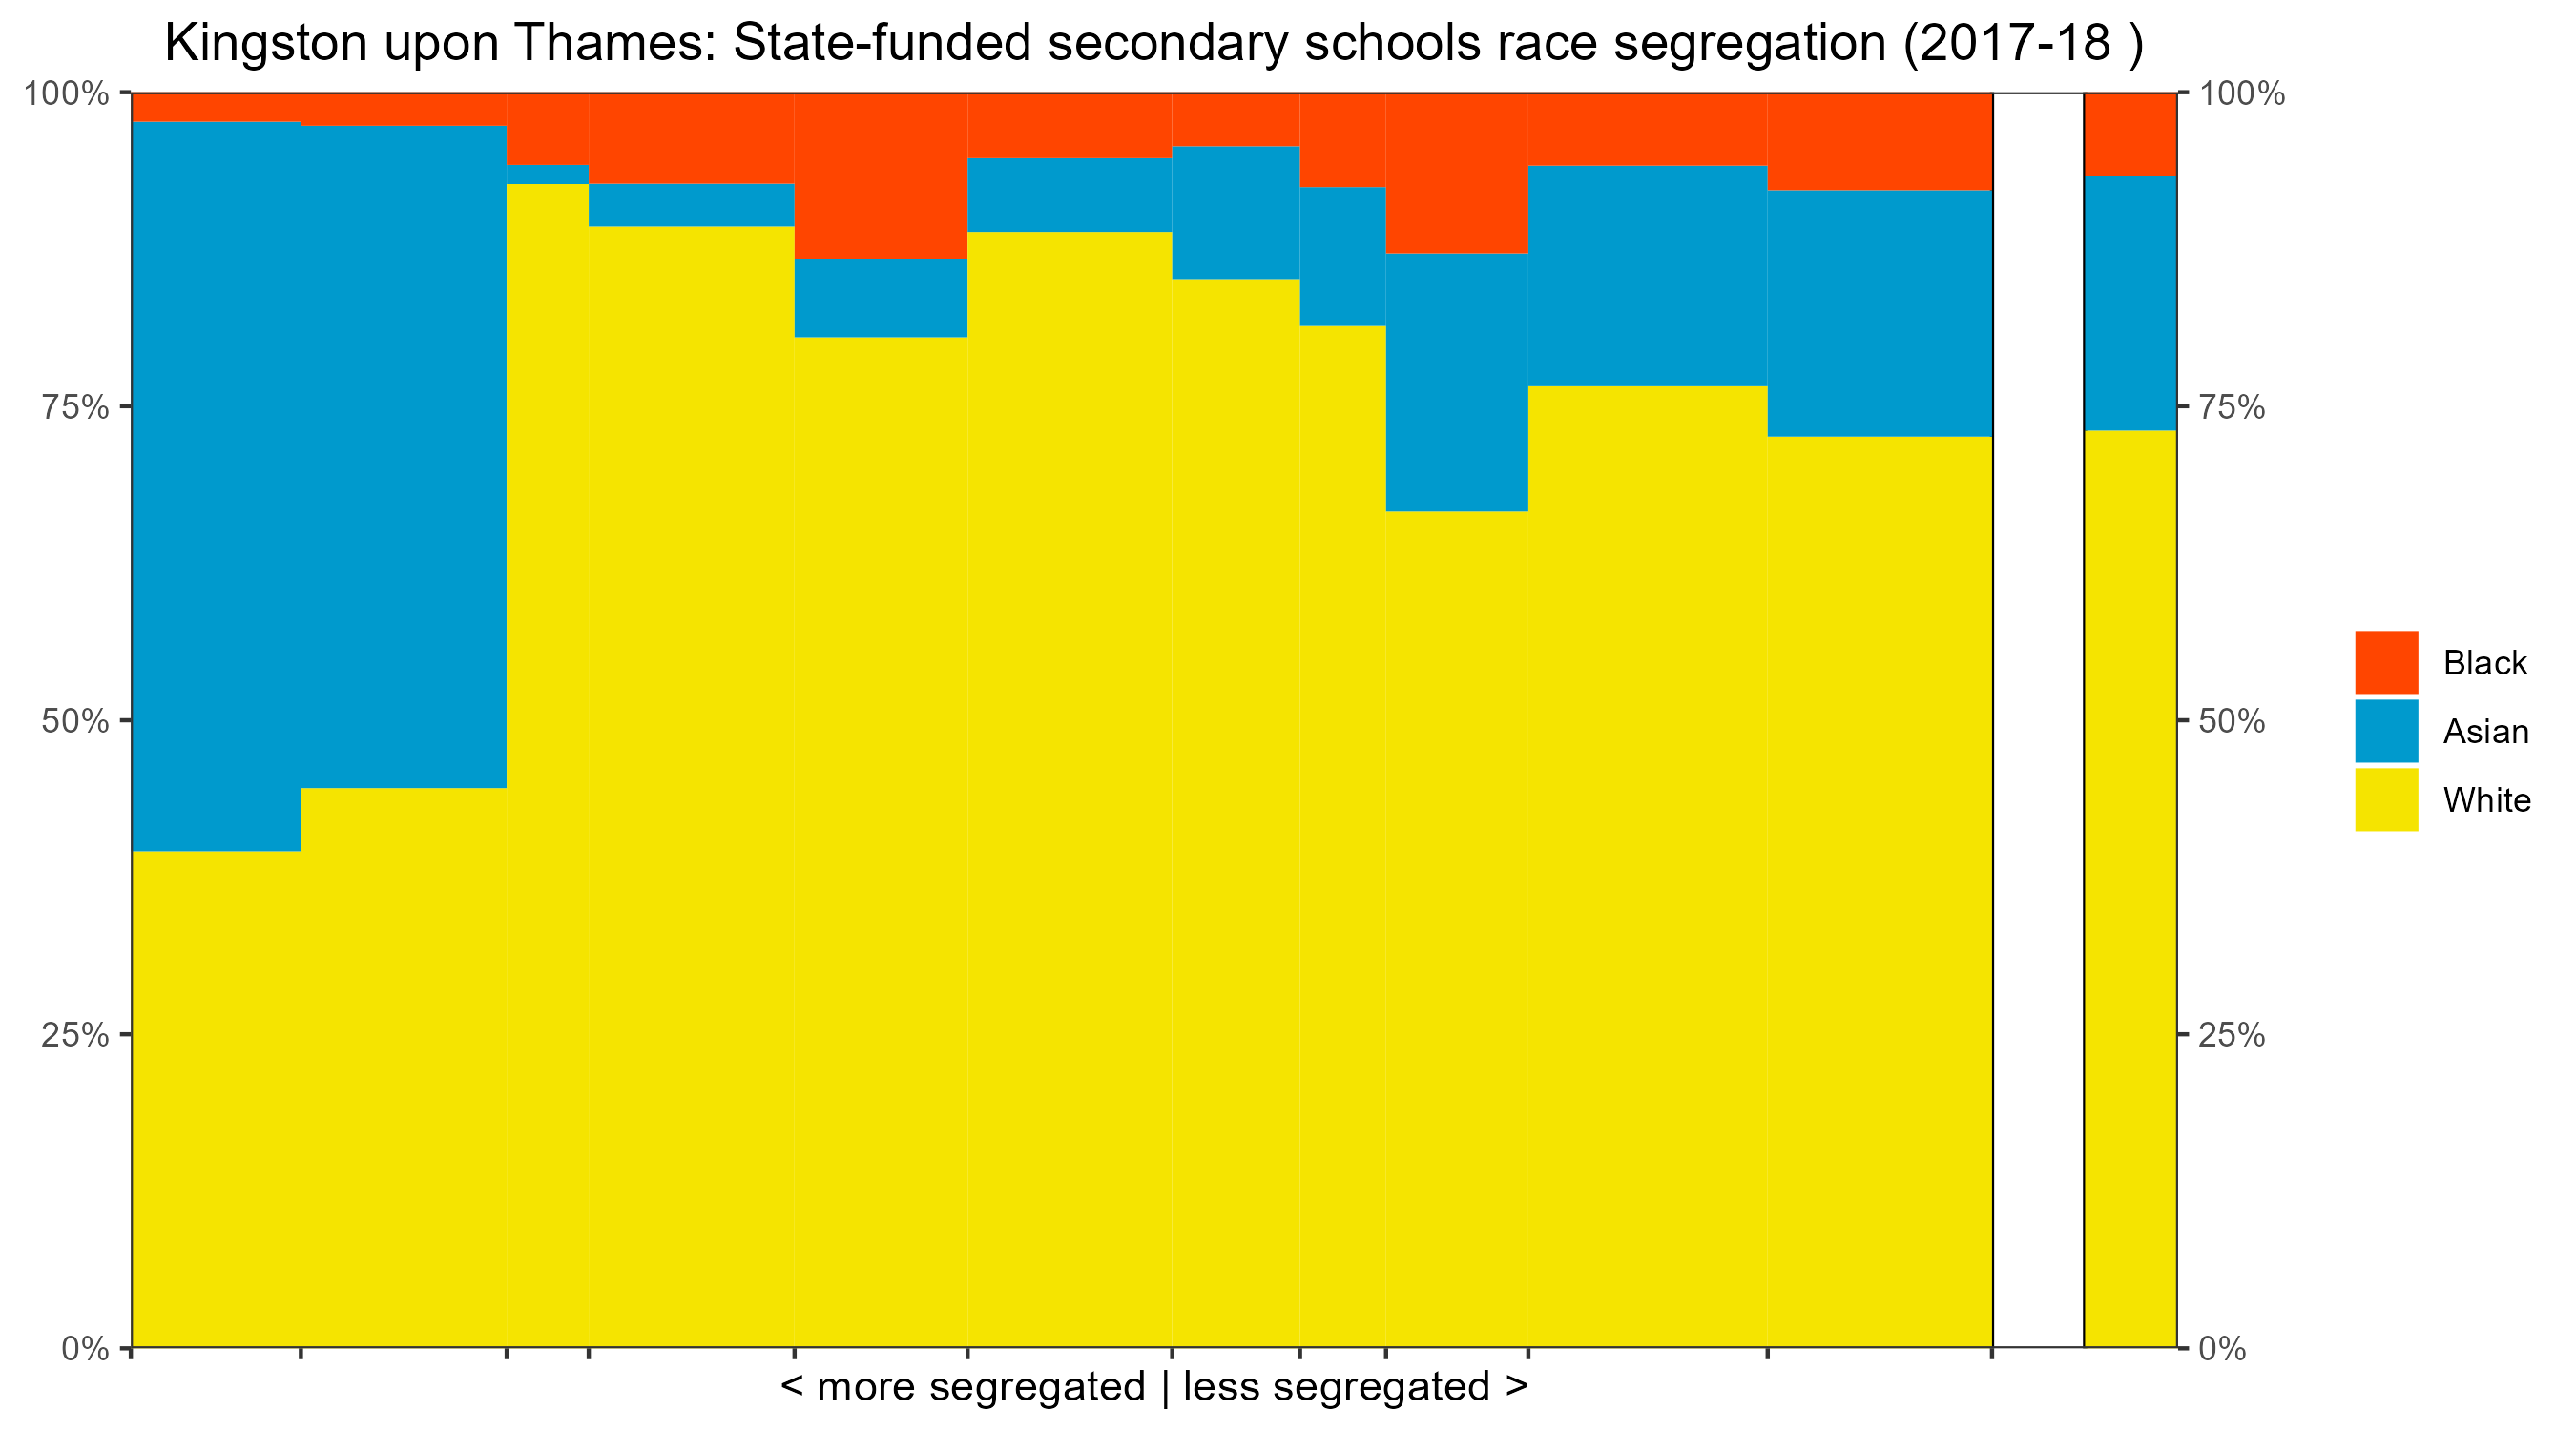 Kingston upon Thames: State-funded secondary schools race segregation (2017-18 )
100%
75%
50%
25%
0%
100%
75%
50%
25%
0%
Black
Asian
White
< more segregated | less segregated >